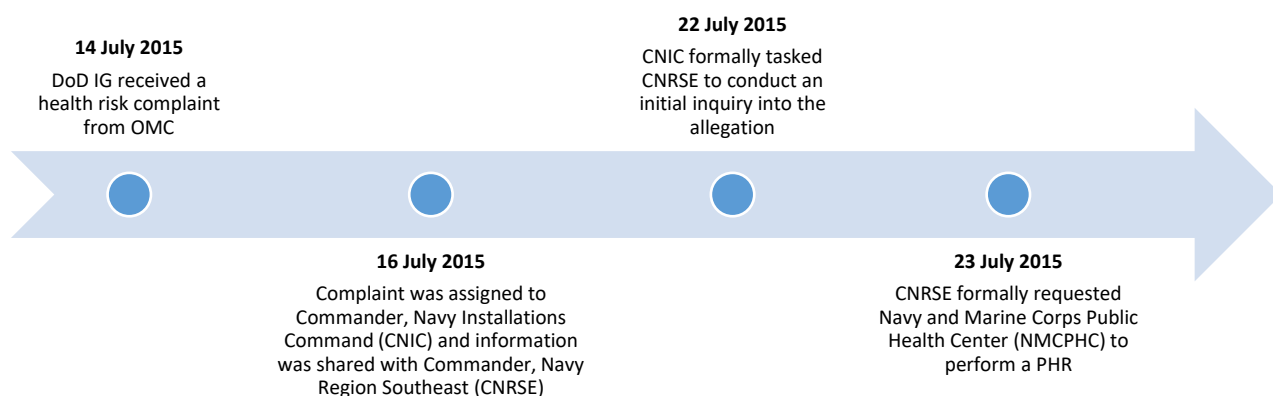 14 July 2015
DoD IG received a
health risk complaint
from OMC
16 July 2015
Complaint was assigned to
Commander, Navy Installations
Command (CNIC) and information
was shared with Commander, Navy
Region Southeast (CNRSE)
22 July 2015
CNIC formally tasked
CNRSE to conduct an
initial inquiry into the
allegation
23 July 2015
CNRSE formally requested
Navy and Marine Corps Public
Health Center (NMCPHC) to
perform a PHR